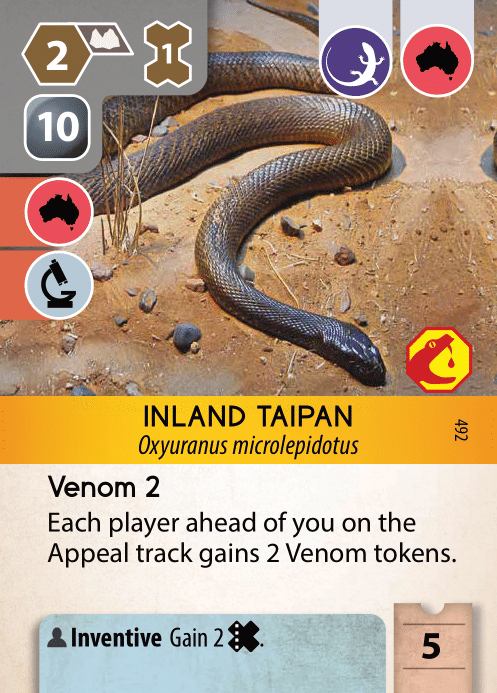 2
1
10
INLAND TAIPAN
Oxyuranus microlepidotus
492
Venom 2
Each player ahead of you on the
Appeal track gains 2 Venom tokens.
Inventive Gain 2 .
5